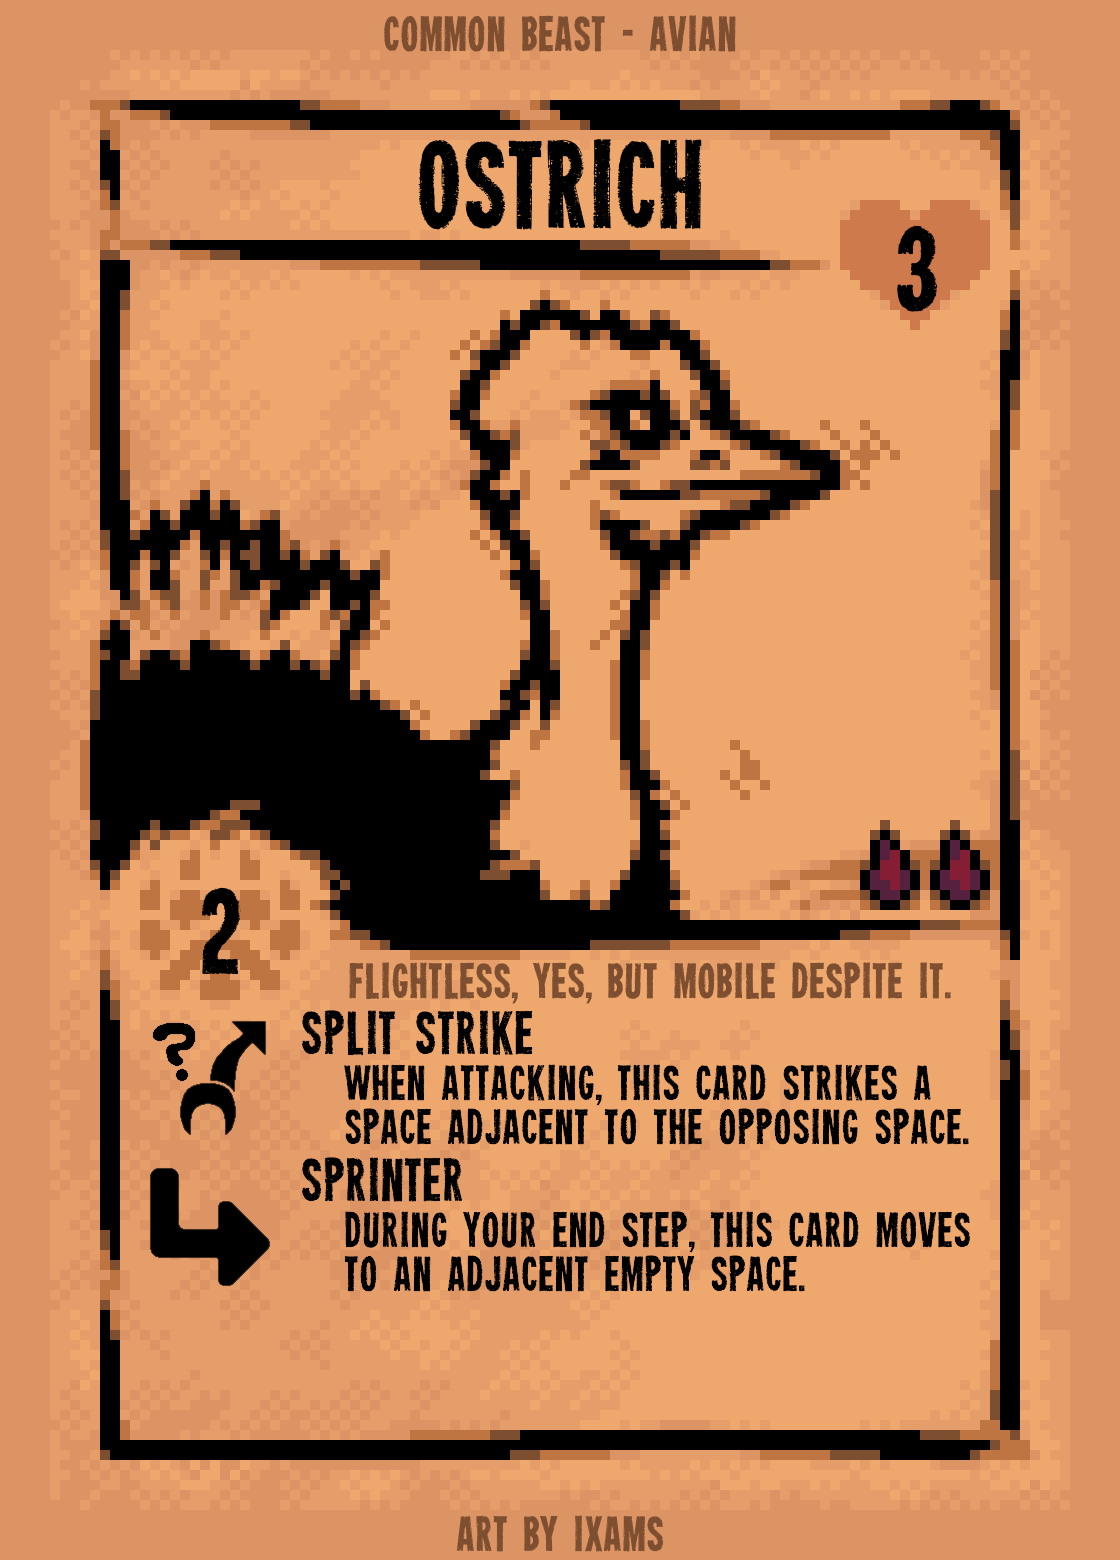 COMMON BEAST - AVIAN
OSTRICH
3
2
FLIGHTLESS, YES, BUT MOBILE DESPITE IT.
?
SPLIT STRIKE
WHEN ATTACKING, THIS CARD STRIKES A
SPACE ADJACENT TO THE OPPOSING SPACE.
SPRINTER
DURING YOUR END STEP, THIS CARD MOVES
TO AN ADJACENT EMPTY SPACE.
ART BY IXAMS